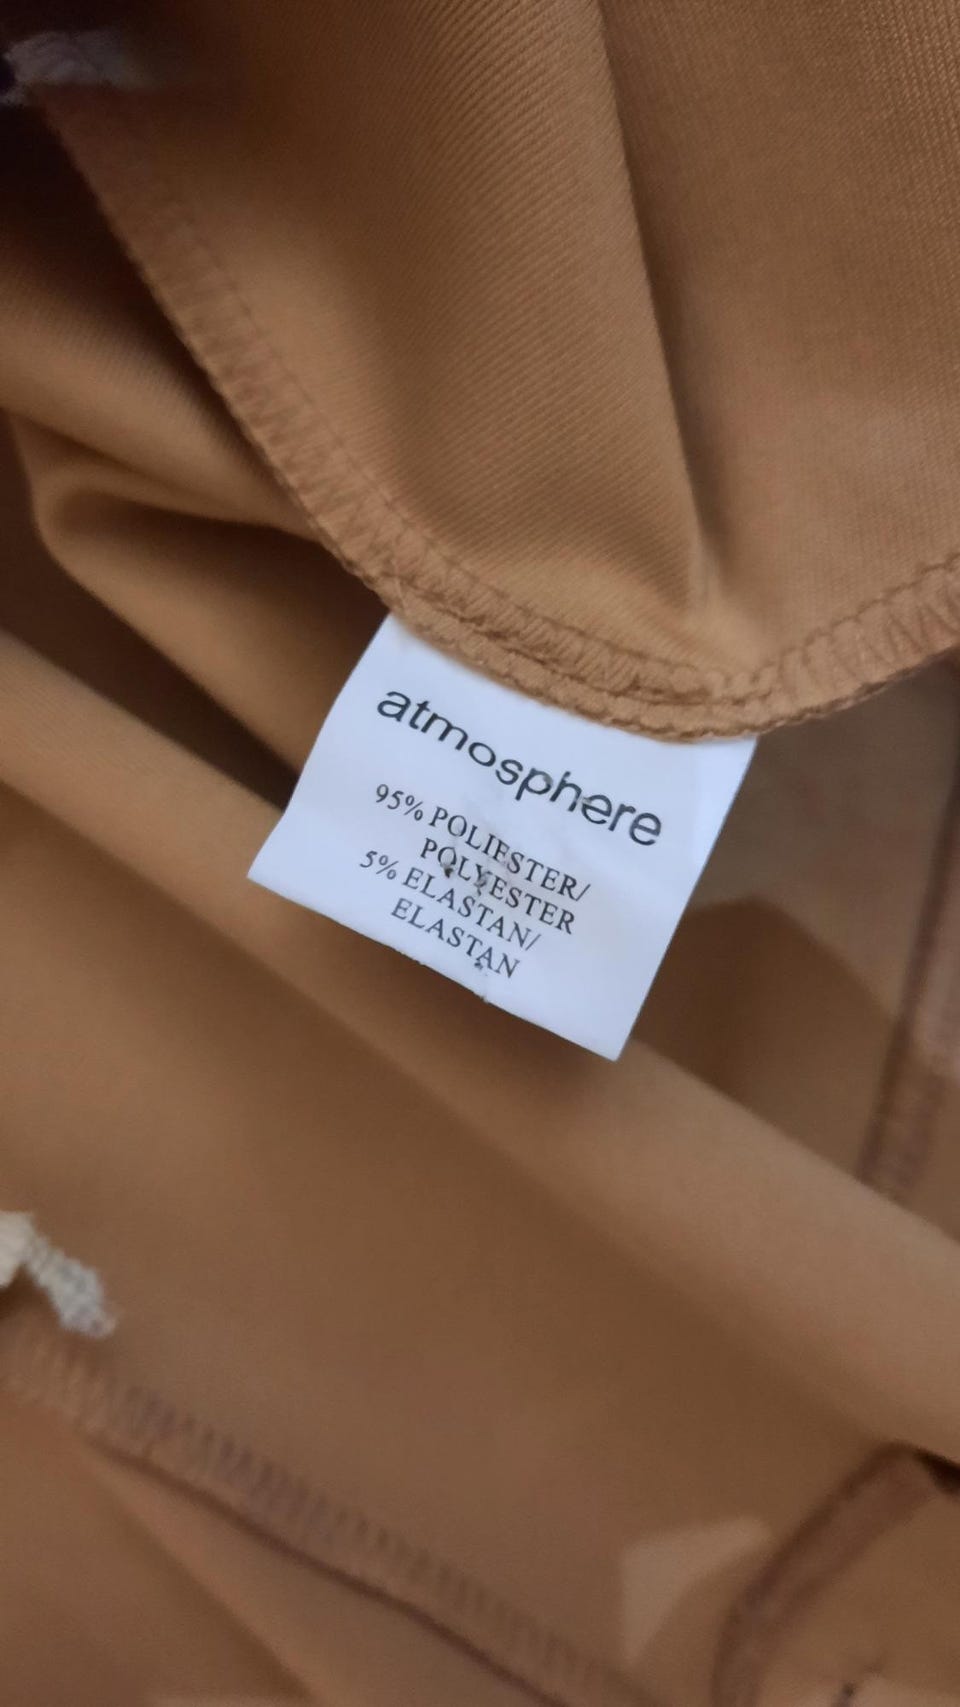 atmosphere
95% POLIESTER/
POLYESTER
5% ELASTAN/
ELASTAN